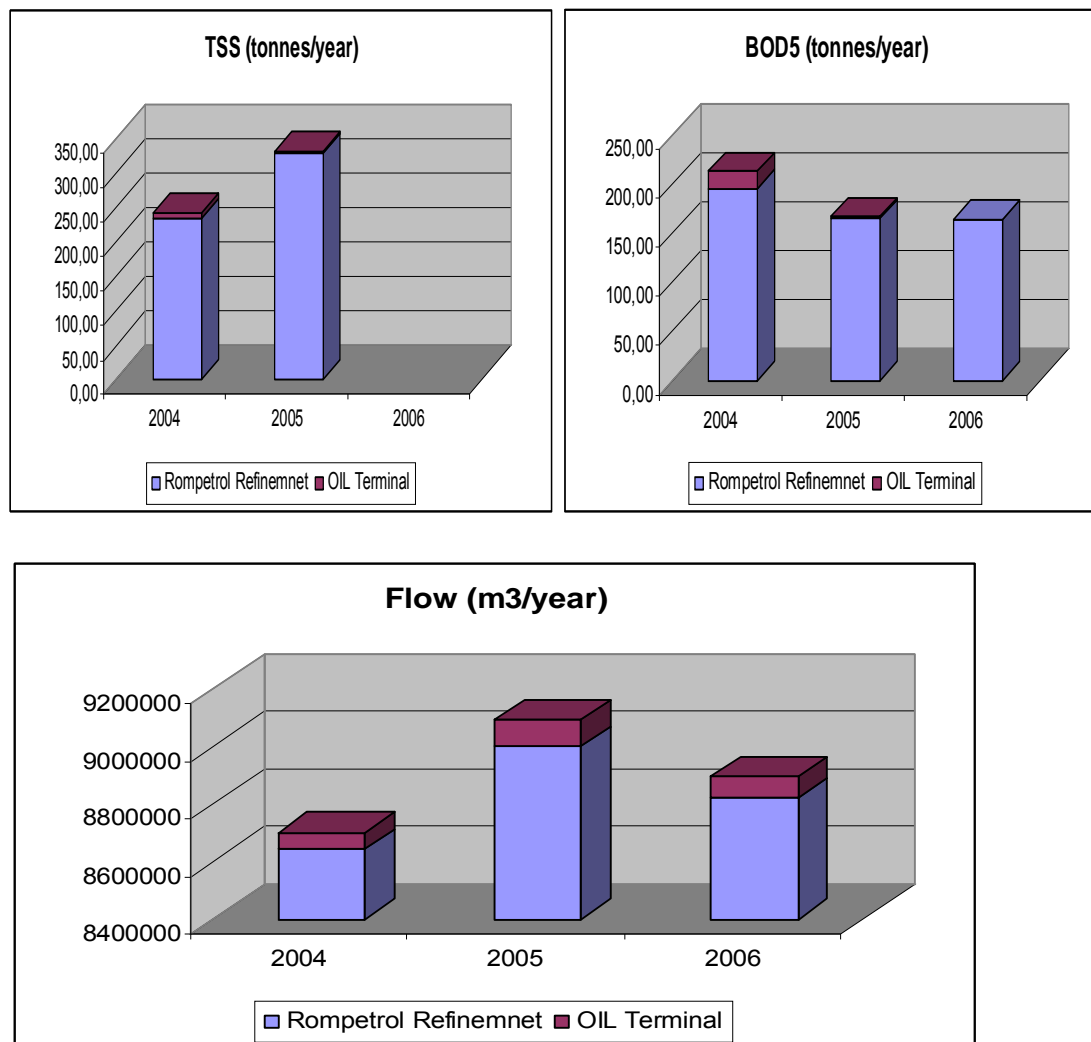 TSS (tonnes/year)
350,00
300,00
250,00
200,00
150,00
100,00
50,00
0,00
2004 2005 2006
Rompetrol Refinemnet OIL Terminal
BOD5 (tonnes/year)
250,00
200,00
150,00
100,00
50,00
0,00
2004 2005 2006
Rompetrol Refinemnet OIL Terminal
Flow (m3/year)
9200000
9000000
8800000
8600000
8400000
2004 2005 2006
Rompetrol Refinemnet OIL Terminal